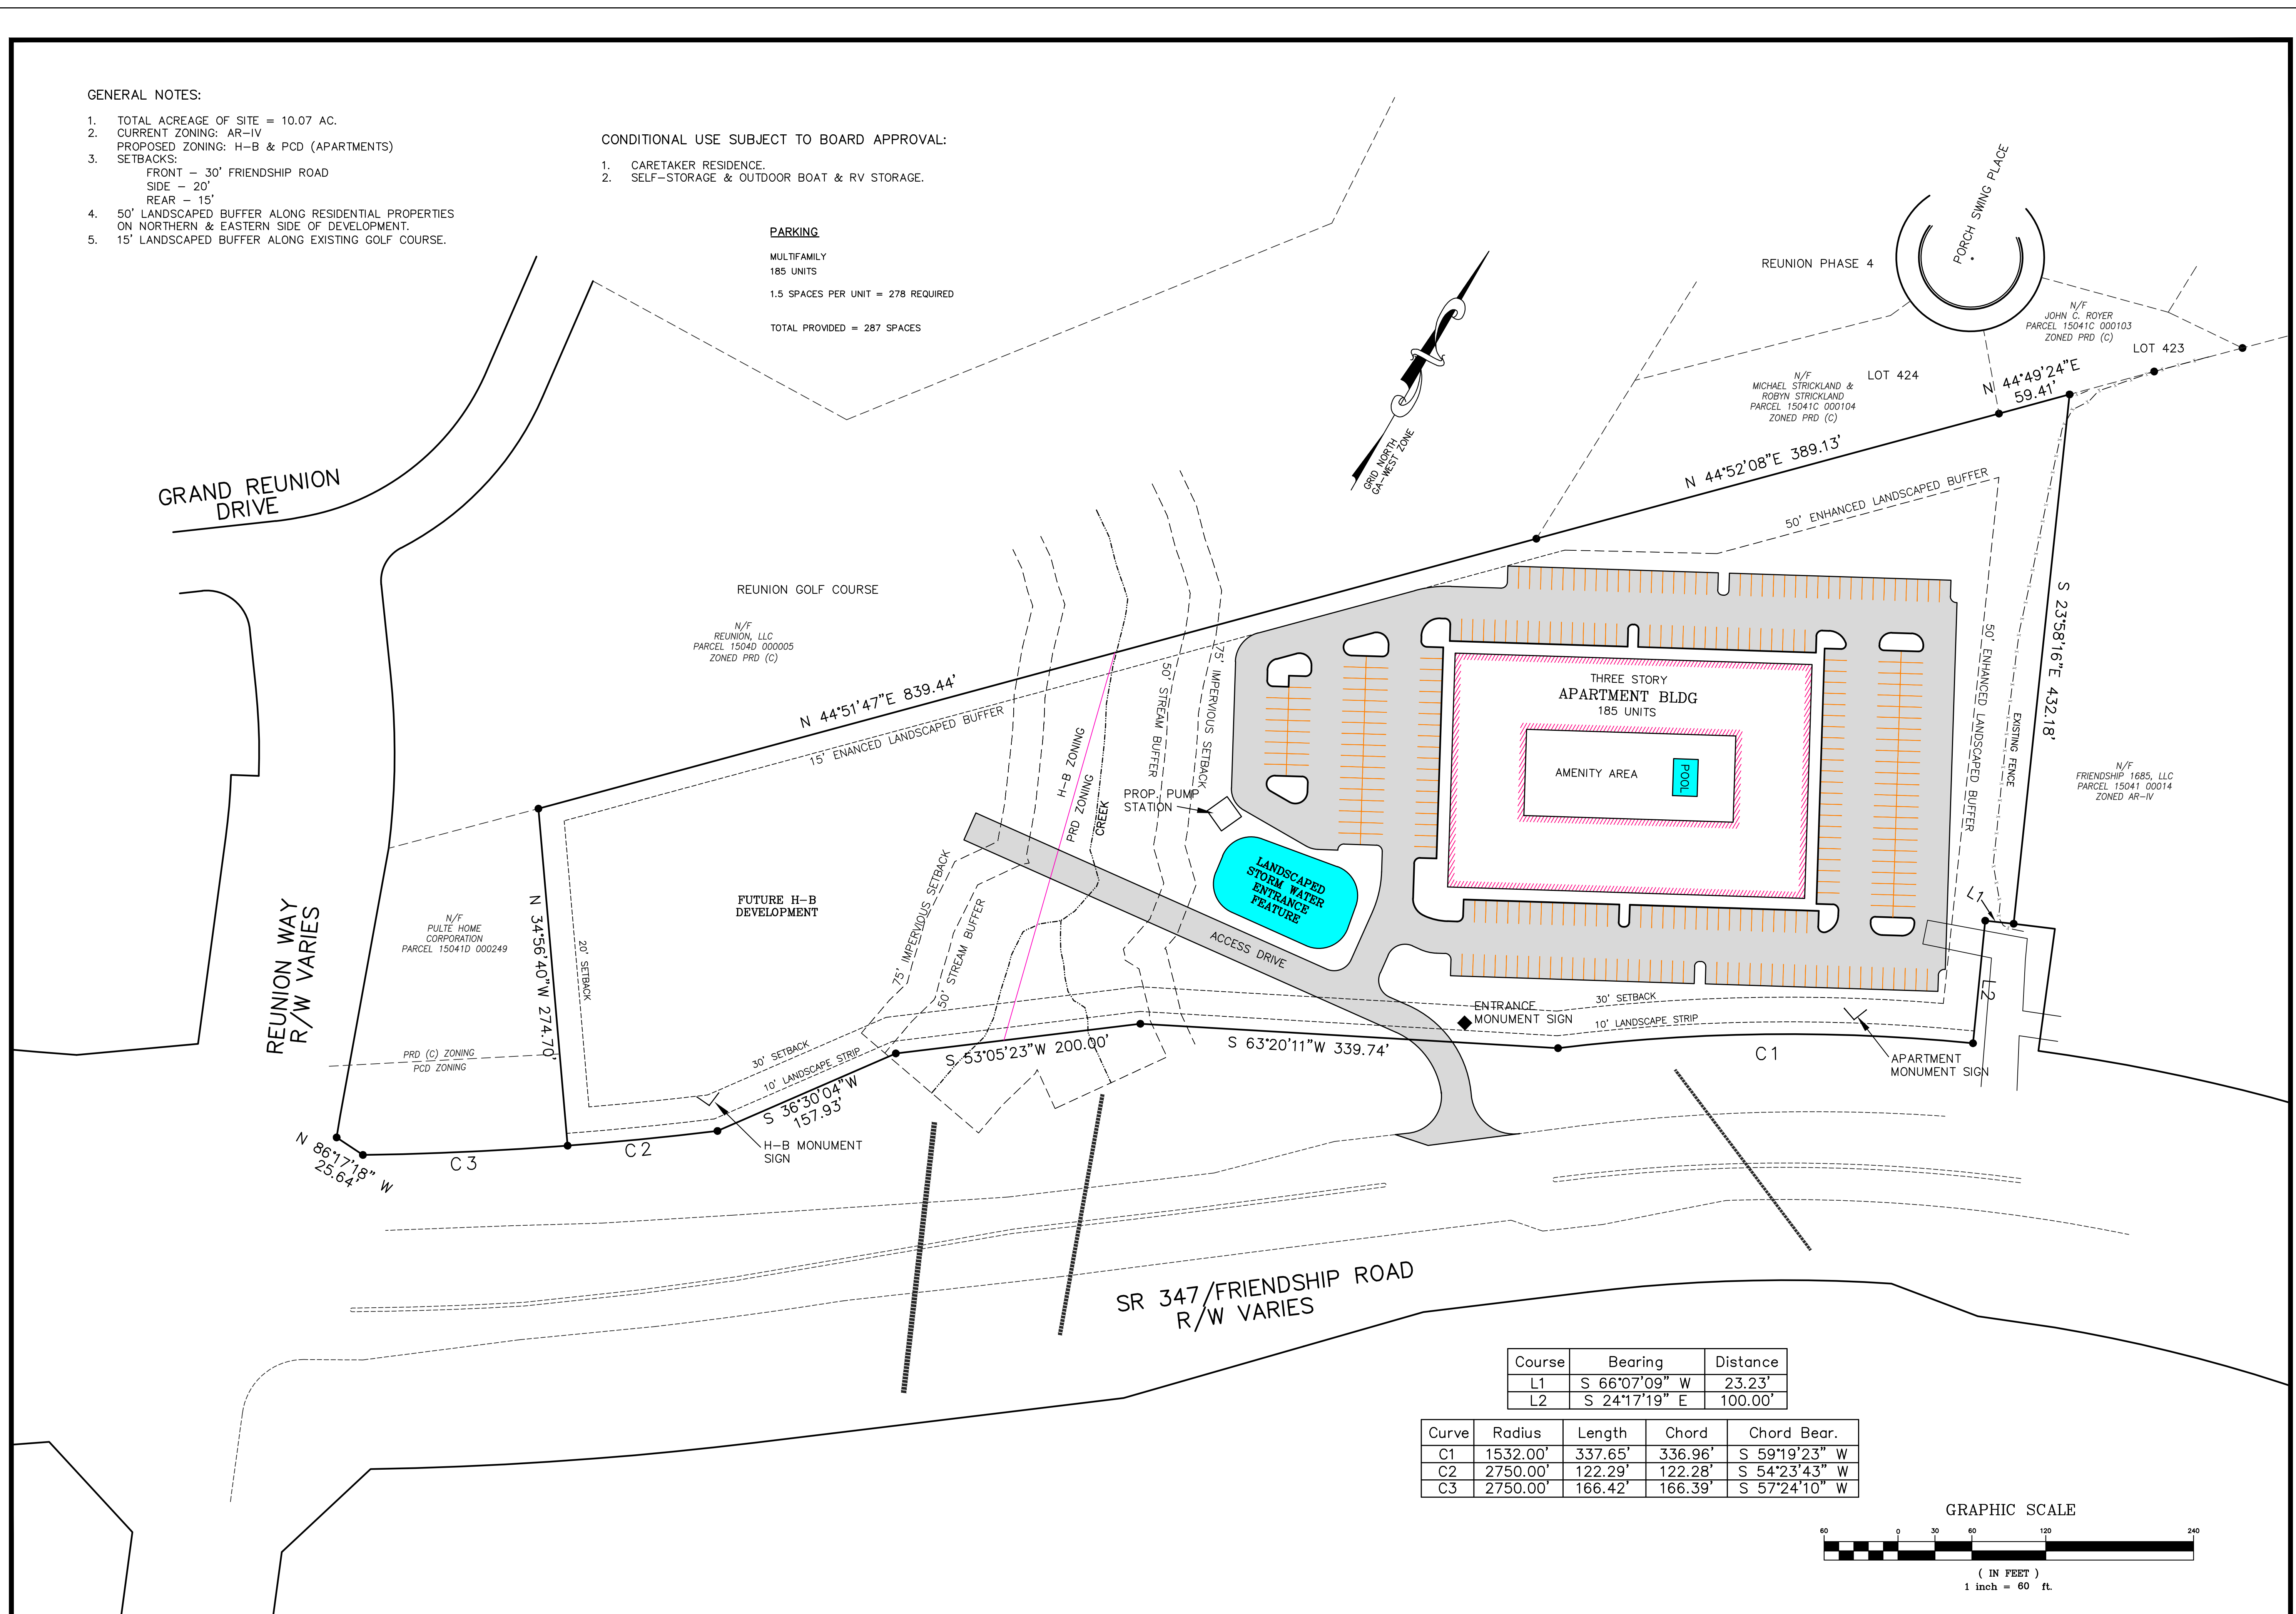 GENERAL NOTES:
1. TOTAL ACREAGE OF SITE = 10.07 AC.
2. CURRENT ZONING: AR-IV
PROPOSED ZONING: H-B & PCD (APARTMENTS)
3. SETBACKS:
FRONT - 30' FRIENDSHIP ROAD
SIDE - 20'
REAR - 15'
4. 50' LANDSCAPED BUFFER ALONG RESIDENTIAL PROPERTIES
ON NORTHERN & EASTERN SIDE OF DEVELOPMENT.
5. 15' LANDSCAPED BUFFER ALONG EXISTING GOLF COURSE.
CONDITIONAL USE SUBJECT TO BOARD APPROVAL:
1. CARETAKER RESIDENCE.
2. SELF-STORAGE & OUTDOOR BOAT & RV STORAGE.
PARKING
MULTIFAMILY
185 UNITS
1.5 SPACES PER UNIT = 278 REQUIRED
TOTAL PROVIDED = 287 SPACES
GRID NORTH
GA-WEST ZONE
PORCH SWING PLACE
REUNION PHASE 4
N/F
JOHN C. ROYER
PARCEL 15041C 000103
ZONED PRD (C)
LOT 423
LOT 424
N/F
MICHAEL STRICKLAND &
ROBYN STRICKLAND
PARCEL 15041C 000104
ZONED PRD (C)
N 44°49'24"E
59.41'
N 44°52'08"E 389.13'
50' ENHANCED LANDSCAPED BUFFER
GRAND REUNION
DRIVE
REUNION GOLF COURSE
N/F
REUNION, LLC
PARCEL 1504D 000005
ZONED PRD (C)
N 44°51'47"E 839.44'
15' ENANCED LANDSCAPED BUFFER
H-B ZONING
PRD ZONING
CREEK
50' STREAM BUFFER
75' IMPERVIOUS SETBACK
PROP. PUMP
STATION
THREE STORY
APARTMENT BLDG
185 UNITS
AMENITY AREA
POOL
50' ENHANCED LANDSCAPED BUFFER
EXISTING FENCE
S 23°58'16"E 432.18'
N/F
FRIENDSHIP 1685, LLC
PARCEL 15041 00014
ZONED AR-IV
LANDSCAPED
STORM WATER
ENTRANCE
FEATURE
ACCESS DRIVE
FUTURE H-B
DEVELOPMENT
75' IMPERVIOUS SETBACK
50' STREAM BUFFER
N/F
PULTE HOME
CORPORATION
PARCEL 15041D 000249
N 34°56'40"W 274.70'
20' SETBACK
REUNION WAY
R/W VARIES
PRD (C) ZONING
PCD ZONING
L1
L2
ENTRANCE
MONUMENT SIGN
30' SETBACK
10' LANDSCAPE STRIP
C1
APARTMENT
MONUMENT SIGN
30' SETBACK
10' LANDSCAPE STRIP
S 53°05'23"W 200.00'
S 63°20'11"W 339.74'
S 36°30'04"W
157.93'
H-B MONUMENT
SIGN
C2
C3
N 86°17'18" W
25.64'
SR 347/FRIENDSHIP ROAD
R/W VARIES
Course Bearing Distance
L1 S 66°07'09" W 23.23'
L2 S 24°17'19" E 100.00'
Curve Radius Length Chord Chord Bear.
C1 1532.00' 337.65' 336.96' S 59°19'23" W
C2 2750.00' 122.29' 122.28' S 54°23'43" W
C3 2750.00' 166.42' 166.39' S 57°24'10" W
GRAPHIC SCALE
60 0 30 60 120 240
( IN FEET )
1 inch = 60 ft.